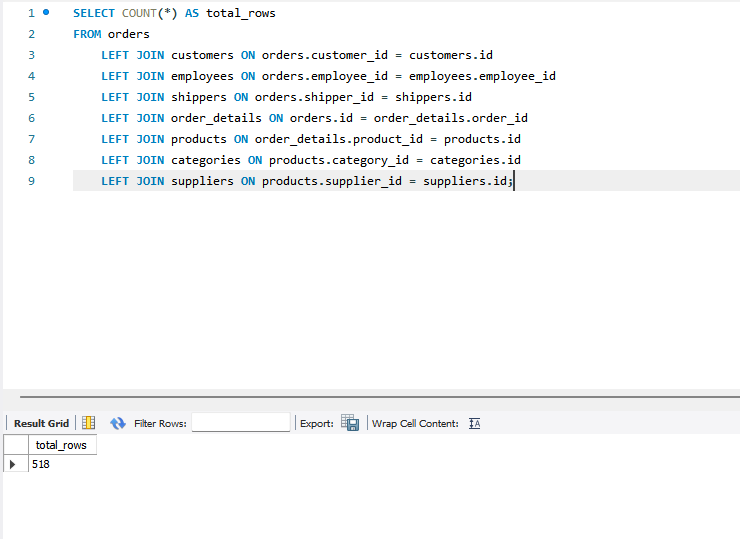 1 SELECT COUNT(*) AS total_rows
2 FROM orders
3 LEFT JOIN customers ON orders.customer_id = customers.id
4 LEFT JOIN employees ON orders.employee_id = employees.employee_id
5 LEFT JOIN shippers ON orders.shipper_id = shippers.id
6 LEFT JOIN order_details ON orders.id = order_details.order_id
7 LEFT JOIN products ON order_details.product_id = products.id
8 LEFT JOIN categories ON products.category_id = categories.id
9 LEFT JOIN suppliers ON products.supplier_id = suppliers.id;
Result Grid Filter Rows: Export: Wrap Cell Content:
total_rows
518